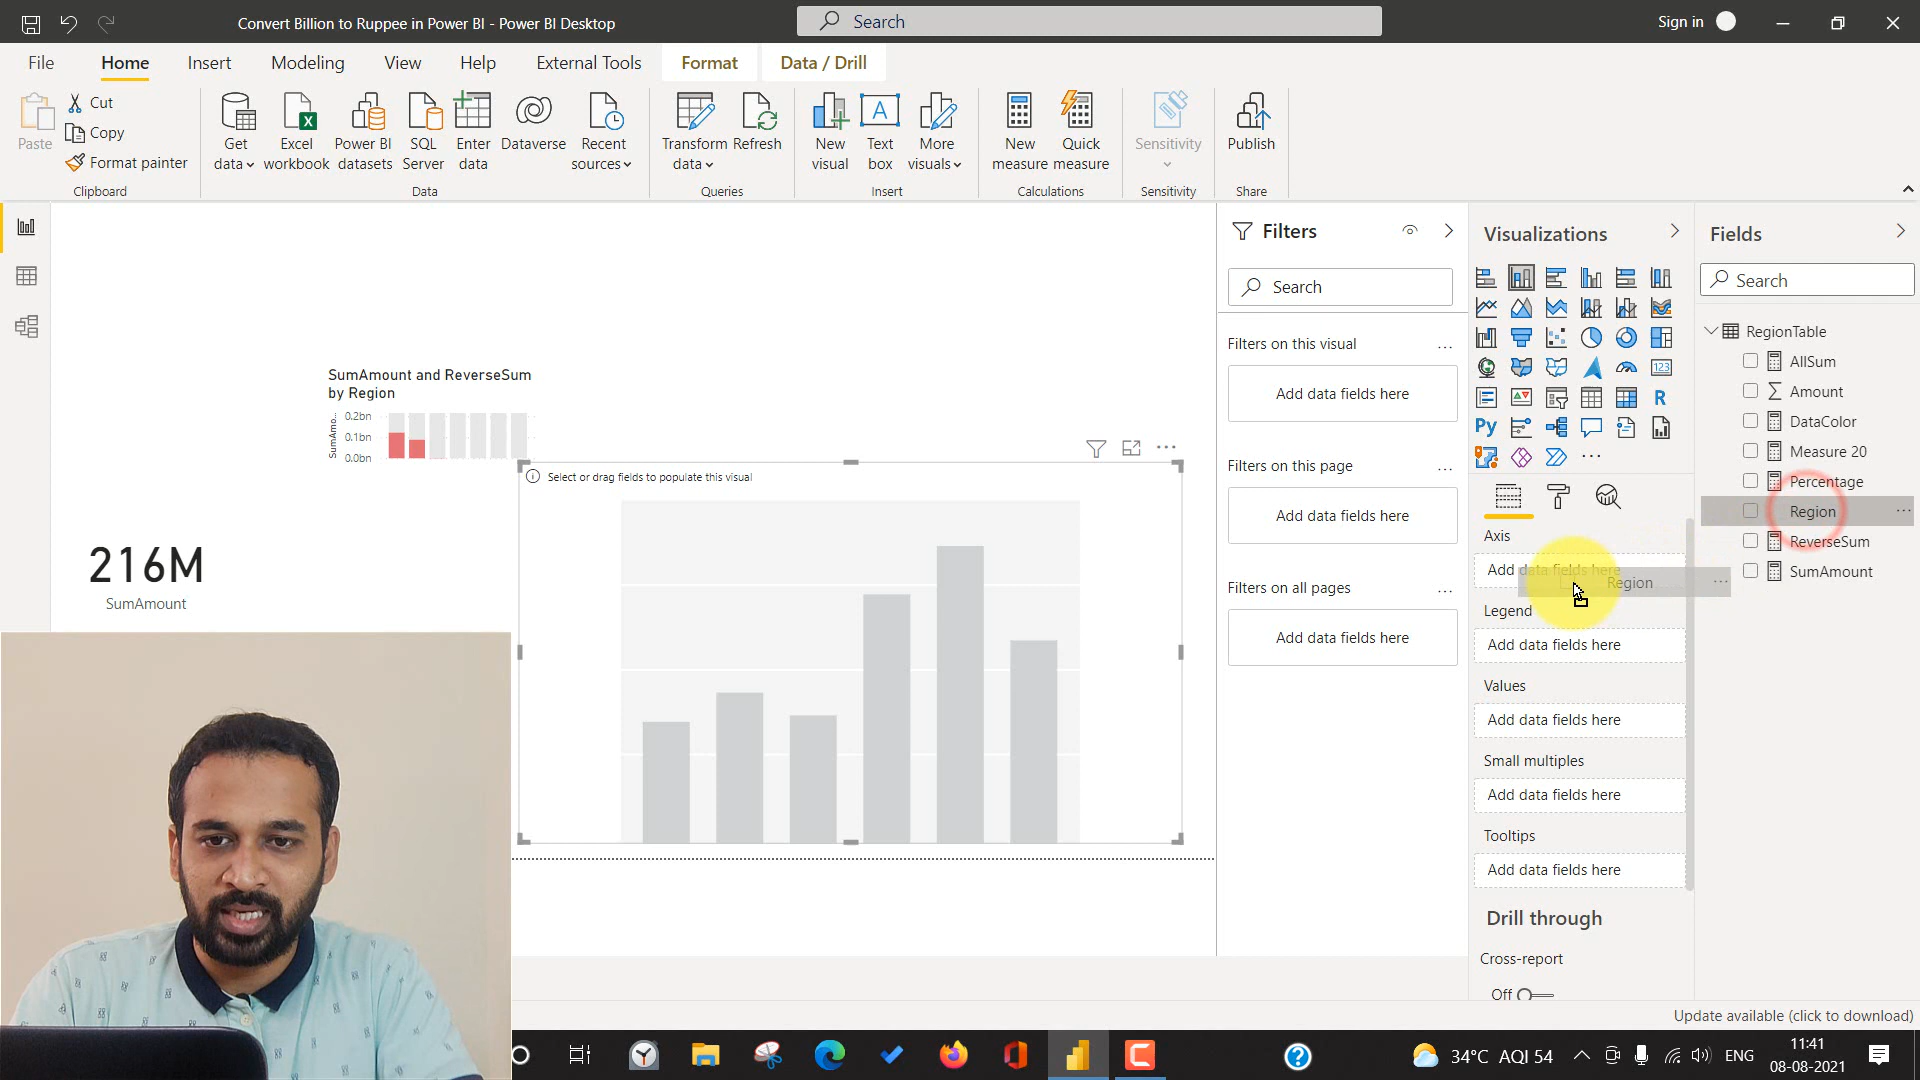 Convert Billion to Ruppee in Power BI - Power BI Desktop
Search
Sign in
File
Home
Insert
Modeling
View
Help
External Tools
Format
Data / Drill
Paste
Cut
Copy
Format painter
Clipboard
Get data
Excel workbook
Power BI datasets
SQL Server
Enter data
Dataverse
Recent sources
Data
Transform data
Refresh
Queries
New visual
Text box
More visuals
Insert
New measure
Quick measure
Calculations
Sensitivity
Sensitivity
Publish
Share
SumAmount and ReverseSum
by Region
SumAmo...
0.2bn
0.1bn
0.0bn
Select or drag fields to populate this visual
216M
SumAmount
Filters
Search
Filters on this visual
Add data fields here
Filters on this page
Add data fields here
Filters on all pages
Add data fields here
Visualizations
123
R
Py
Axis
Add data fields here
Region
Legend
Add data fields here
Values
Add data fields here
Small multiples
Add data fields here
Tooltips
Add data fields here
Drill through
Cross-report
Off
Fields
Search
RegionTable
AllSum
Amount
DataColor
Measure 20
Percentage
Region
ReverseSum
SumAmount
Update available (click to download)
34°C AQI 54
ENG
11:41
08-08-2021